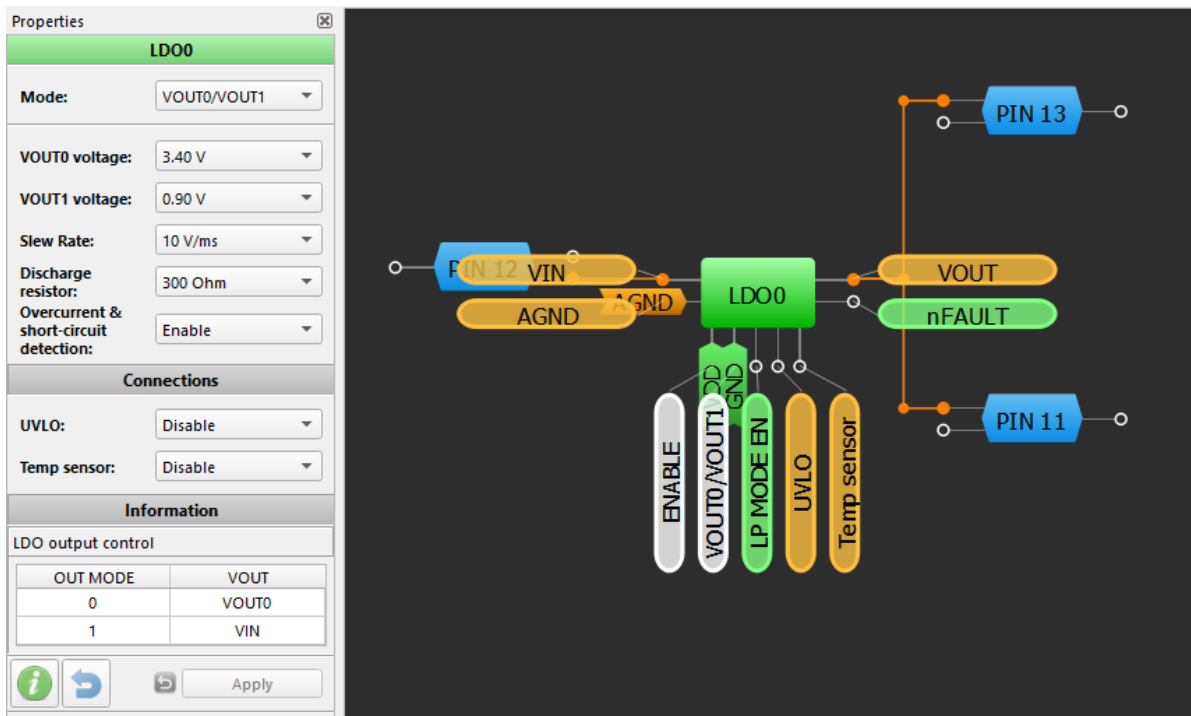 Properties
LDO0
Mode: VOUT0/VOUT1
VOUT0 voltage: 3.40 V
VOUT1 voltage: 0.90 V
Slew Rate: 10 V/ms
Discharge
resistor: 300 Ohm
Overcurrent &
short-circuit
detection: Enable
Connections
UVLO: Disable
Temp sensor: Disable
Information
LDO output control
OUT MODE VOUT
0 VOUT0
1 VIN
Apply
PIN 13
PIN 12
VIN
AGND
AGND
LDO0
VOUT
nFAULT
PIN 11
ENABLE
VOUT0/VOUT1
LP MODE EN
UVLO
Temp sensor